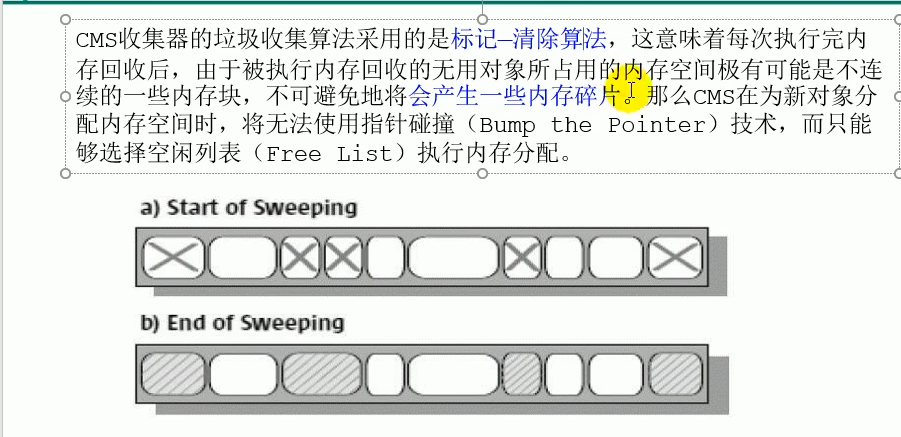 CMS收集器的垃圾收集算法采用的是标记—清除算法，这意味着每次执行完内
存回收后，由于被执行内存回收的无用对象所占用的内存空间极有可能是不连
续的一些内存块，不可避免地将会产生一些内存碎片。那么CMS在为新对象分
配内存空间时，将无法使用指针碰撞（Bump the Pointer）技术，而只能
够选择空闲列表（Free List）执行内存分配。
a) Start of Sweeping
b) End of Sweeping